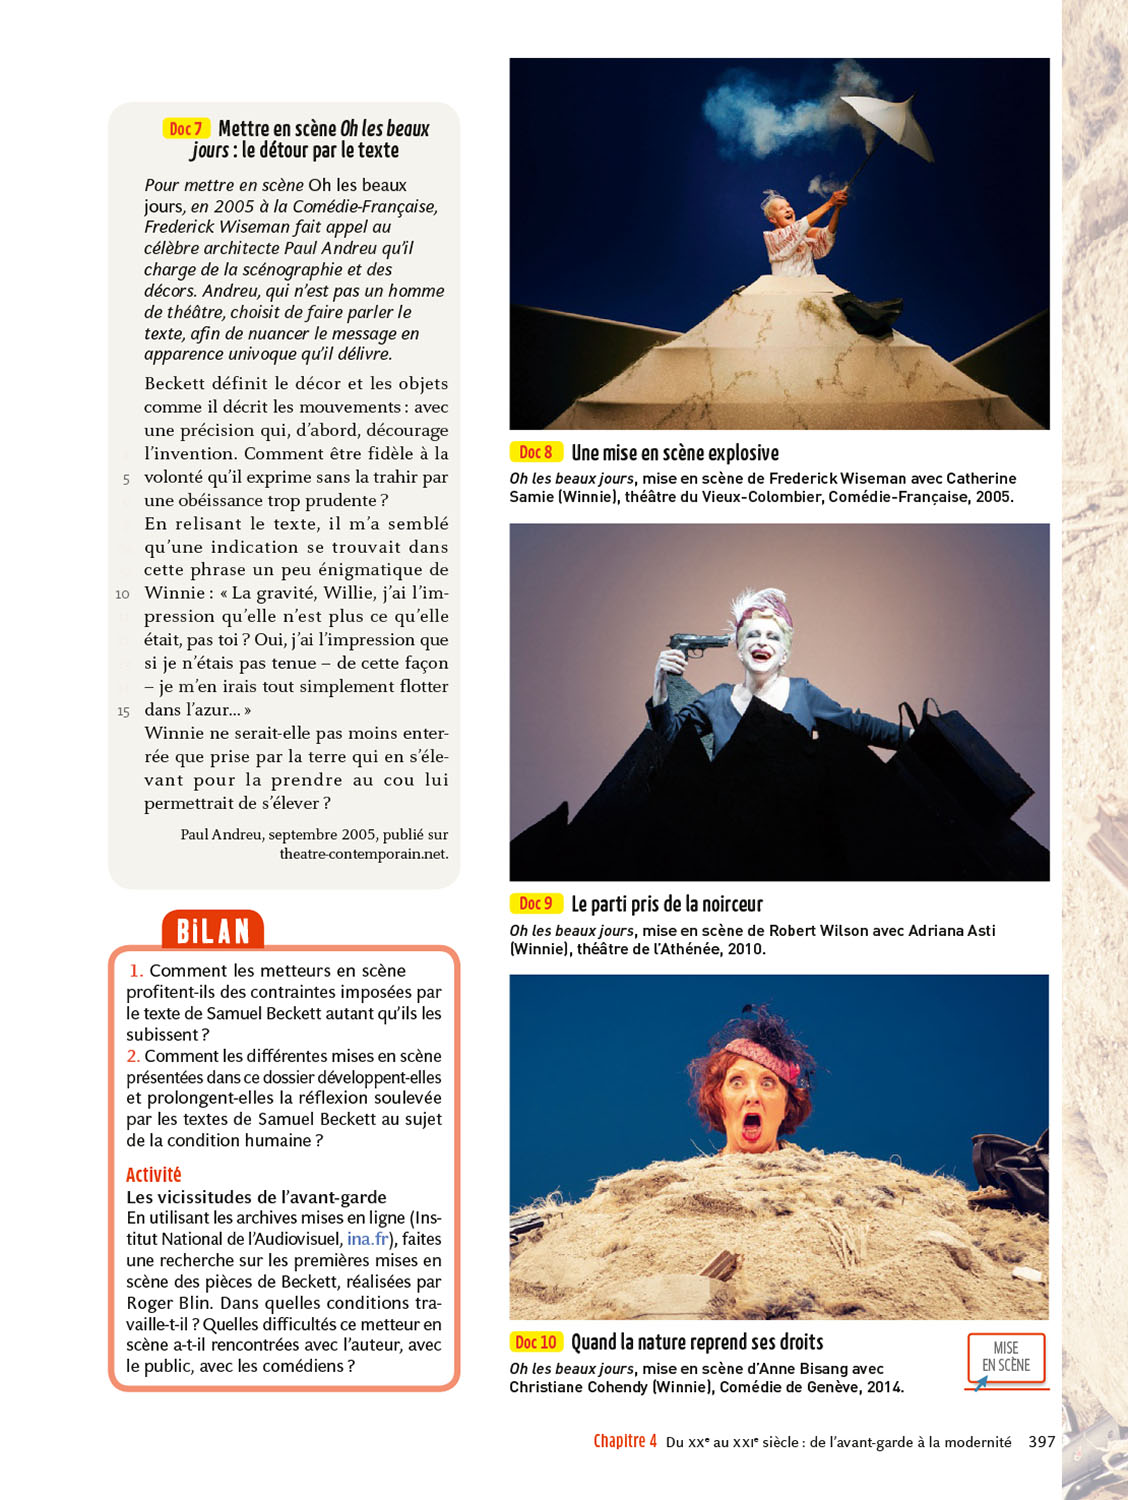 Doc 7 Mettre en scène Oh les beaux
jours : le détour par le texte
Pour mettre en scène Oh les beaux
jours, en 2005 à la Comédie-Française,
Frederick Wiseman fait appel au
célèbre architecte Paul Andreu qu'il
charge de la scénographie et des
décors. Andreu, qui n'est pas un homme
de théâtre, choisit de faire parler le
texte, afin de nuancer le message en
apparence univoque qu'il délivre.
Beckett définit le décor et les objets
comme il décrit les mouvements : avec
une précision qui, d'abord, décourage
l'invention. Comment être fidèle à la
5 volonté qu'il exprime sans la trahir par
une obéissance trop prudente ?
En relisant le texte, il m'a semblé
qu'une indication se trouvait dans
cette phrase un peu énigmatique de
10 Winnie : « La gravité, Willie, j'ai l'im-
pression qu'elle n'est plus ce qu'elle
était, pas toi ? Oui, j'ai l'impression que
si je n'étais pas tenue – de cette façon
– je m'en irais tout simplement flotter
15 dans l'azur... »
Winnie ne serait-elle pas moins enter-
rée que prise par la terre qui en s'éle-
vant pour la prendre au cou lui
permettrait de s'élever ?
Paul Andreu, septembre 2005, publié sur
theatre-contemporain.net.
BILAN
1. Comment les metteurs en scène
profitent-ils des contraintes imposées par
le texte de Samuel Beckett autant qu'ils les
subissent ?
2. Comment les différentes mises en scène
présentées dans ce dossier développent-elles
et prolongent-elles la réflexion soulevée
par les textes de Samuel Beckett au sujet
de la condition humaine ?
Activité
Les vicissitudes de l'avant-garde
En utilisant les archives mises en ligne (Ins-
titut National de l'Audiovisuel, ina.fr), faites
une recherche sur les premières mises en
scène des pièces de Beckett, réalisées par
Roger Blin. Dans quelles conditions tra-
vaille-t-il ? Quelles difficultés ce metteur en
scène a-t-il rencontrées avec l'auteur, avec
le public, avec les comédiens ?
Doc 8 Une mise en scène explosive
Oh les beaux jours, mise en scène de Frederick Wiseman avec Catherine
Samie (Winnie), théâtre du Vieux-Colombier, Comédie-Française, 2005.
Doc 9 Le parti pris de la noirceur
Oh les beaux jours, mise en scène de Robert Wilson avec Adriana Asti
(Winnie), théâtre de l'Athénée, 2010.
Doc 10 Quand la nature reprend ses droits
Oh les beaux jours, mise en scène d'Anne Bisang avec
Christiane Cohendy (Winnie), Comédie de Genève, 2014.
MISE
EN SCÈNE
Chapitre 4 Du XXe au XXIe siècle : de l'avant-garde à la modernité 397